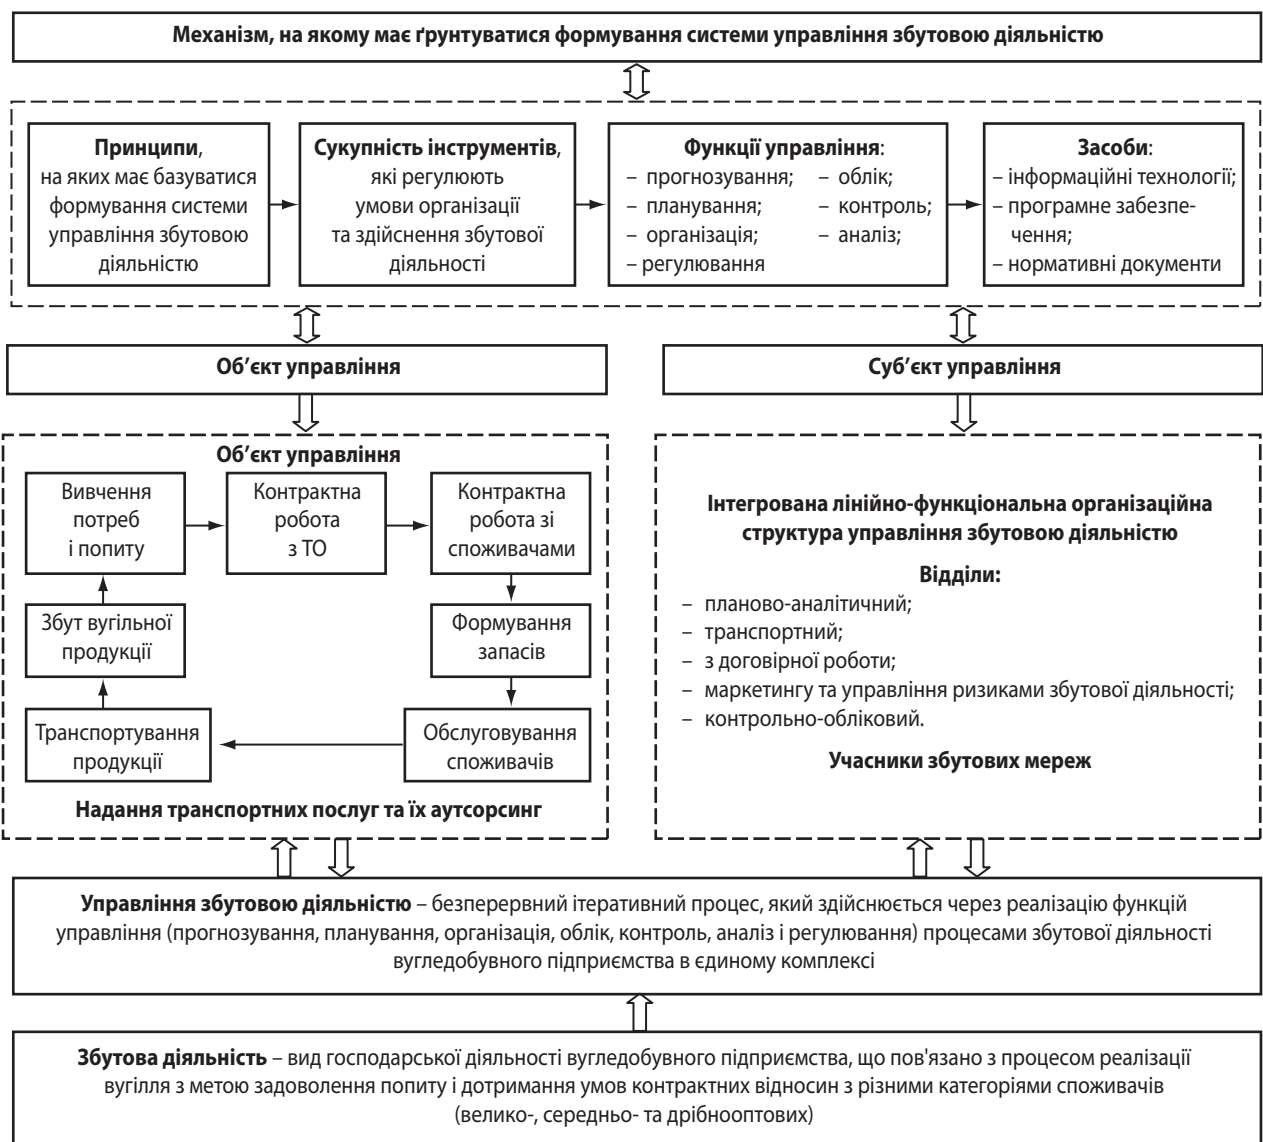 Механізм, на якому має ґрунтуватися формування системи управління збутовою діяльністю
Принципи,
на яких має базуватися
формування системи
управління збутовою
діяльністю
Сукупність інструментів,
які регулюють
умови організації
та здійснення збутової
діяльності
Функції управління:
– прогнозування; – облік;
– планування; – контроль;
– організація; – аналіз;
– регулювання
Засоби:
– інформаційні технології;
– програмне забезпе-
чення;
– нормативні документи
Об’єкт управління
Суб’єкт управління
Об’єкт управління
Вивчення
потреб
і попиту
Контрактна
робота
з ТО
Контрактна
робота зі
споживачами
Збут вугільної
продукції
Формування
запасів
Транспортування
продукції
Обслуговування
споживачів
Надання транспортних послуг та їх аутсорсинг
Інтегрована лінійно-функціональна організаційна
структура управління збутовою діяльністю
Відділи:
– планово-аналітичний;
– транспортний;
– з договірної роботи;
– маркетингу та управління ризиками збутової діяльності;
– контрольно-обліковий.
Учасники збутових мереж
Управління збутовою діяльністю – безперервний ітеративний процес, який здійснюється через реалізацію функцій
управління (прогнозування, планування, організація, облік, контроль, аналіз і регулювання) процесами збутової діяльності
вугледобувного підприємства в єдиному комплексі
Збутова діяльність – вид господарської діяльності вугледобувного підприємства, що пов'язано з процесом реалізації
вугілля з метою задоволення попиту і дотримання умов контрактних відносин з різними категоріями споживачів
(велико-, середньо- та дрібнооптових)